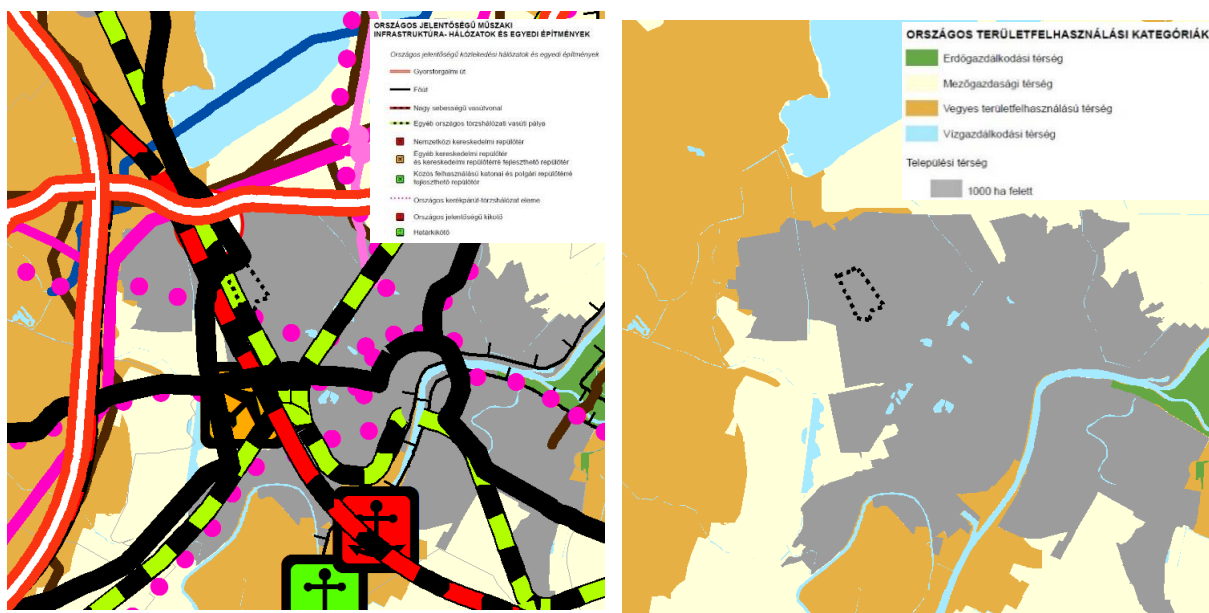 ORSZÁGOS JELENTŐSÉGŰ MŰSZAKI
INFRASTRUKTÚRA- HÁLÓZATOK ÉS EGYEDI ÉPÍTMÉNYEK
Országos jelentőségű közlekedési hálózatok és egyedi építmények
Gyorsforgalmi út
Főút
Nagy sebességű vasútvonal
Egyéb országos törzshálózati vasúti pálya
Nemzetközi kereskedelmi repülőtér
Egyéb kereskedelmi repülőtér
és kereskedelmi repülőtérré fejleszthető repülőtér
Közös felhasználású katonai és polgári repülőtérré
fejleszthető repülőtér
Országos kerékpárút-törzshálózat eleme
Országos jelentőségű kikötő
Határkikötő
ORSZÁGOS TERÜLETFELHASZNÁLÁSI KATEGÓRIÁK
Erdőgazdálkodási térség
Mezőgazdasági térség
Vegyes területfelhasználású térség
Vízgazdálkodási térség
Települési térség
1000 ha felett